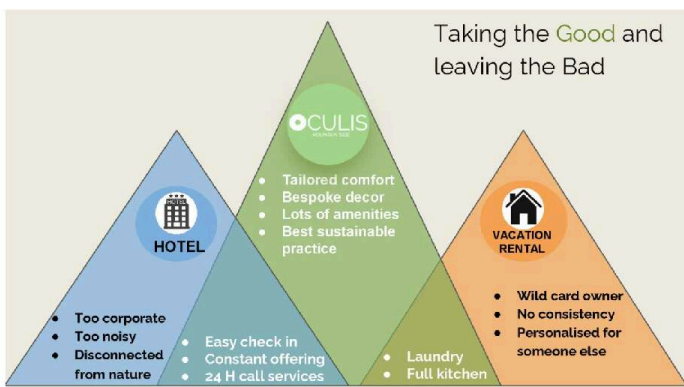 Taking the Good and
leaving the Bad
OCULIS
Tailored comfort
Bespoke decor
Lots of amenities
Best sustainable
practice
HOTEL
HOTEL
Too corporate
Too noisy
Disconnected
from nature
Easy check in
Constant offering
24 H call services
VACATION
RENTAL
Wild card owner
No consistency
Personalised for
someone else
Laundry
Full kitchen